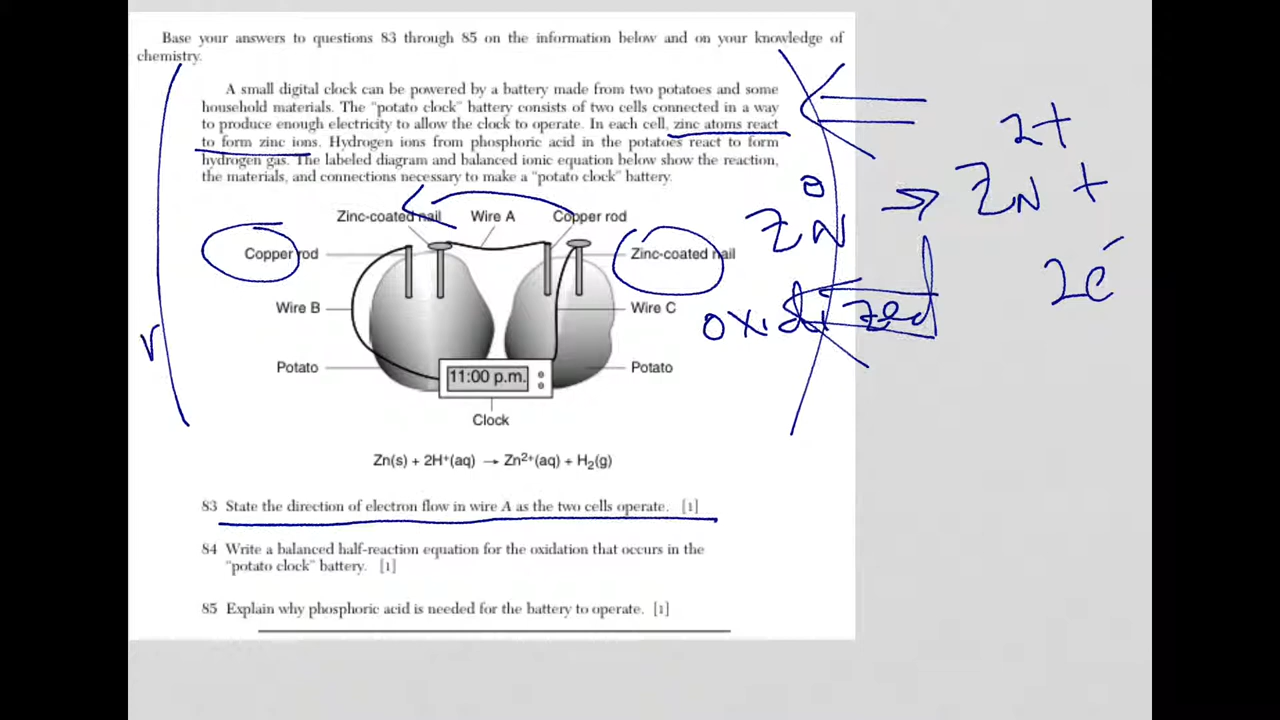 Base your answers to questions 83 through 85 on the information below and on your knowledge of
chemistry.
A small digital clock can be powered by a battery made from two potatoes and some
household materials. The "potato clock" battery consists of two cells connected in a way
to produce enough electricity to allow the clock to operate. In each cell, zinc atoms react
to form zinc ions. Hydrogen ions from phosphoric acid in the potatoes react to form
hydrogen gas. The labeled diagram and balanced ionic equation below show the reaction,
the materials, and connections necessary to make a "potato clock" battery.
Zinc-coated nail Wire A Copper rod
Copper rod Zinc-coated nail
Wire B Wire C
Potato Potato
11:00 p.m.
Clock
Zn(s) + 2H⁺(aq) → Zn²⁺(aq) + H₂(g)
83 State the direction of electron flow in wire A as the two cells operate. [1]
84 Write a balanced half-reaction equation for the oxidation that occurs in the
"potato clock" battery. [1]
85 Explain why phosphoric acid is needed for the battery to operate. [1]
2+
0
ZN → ZN +
2e⁻
oxidized